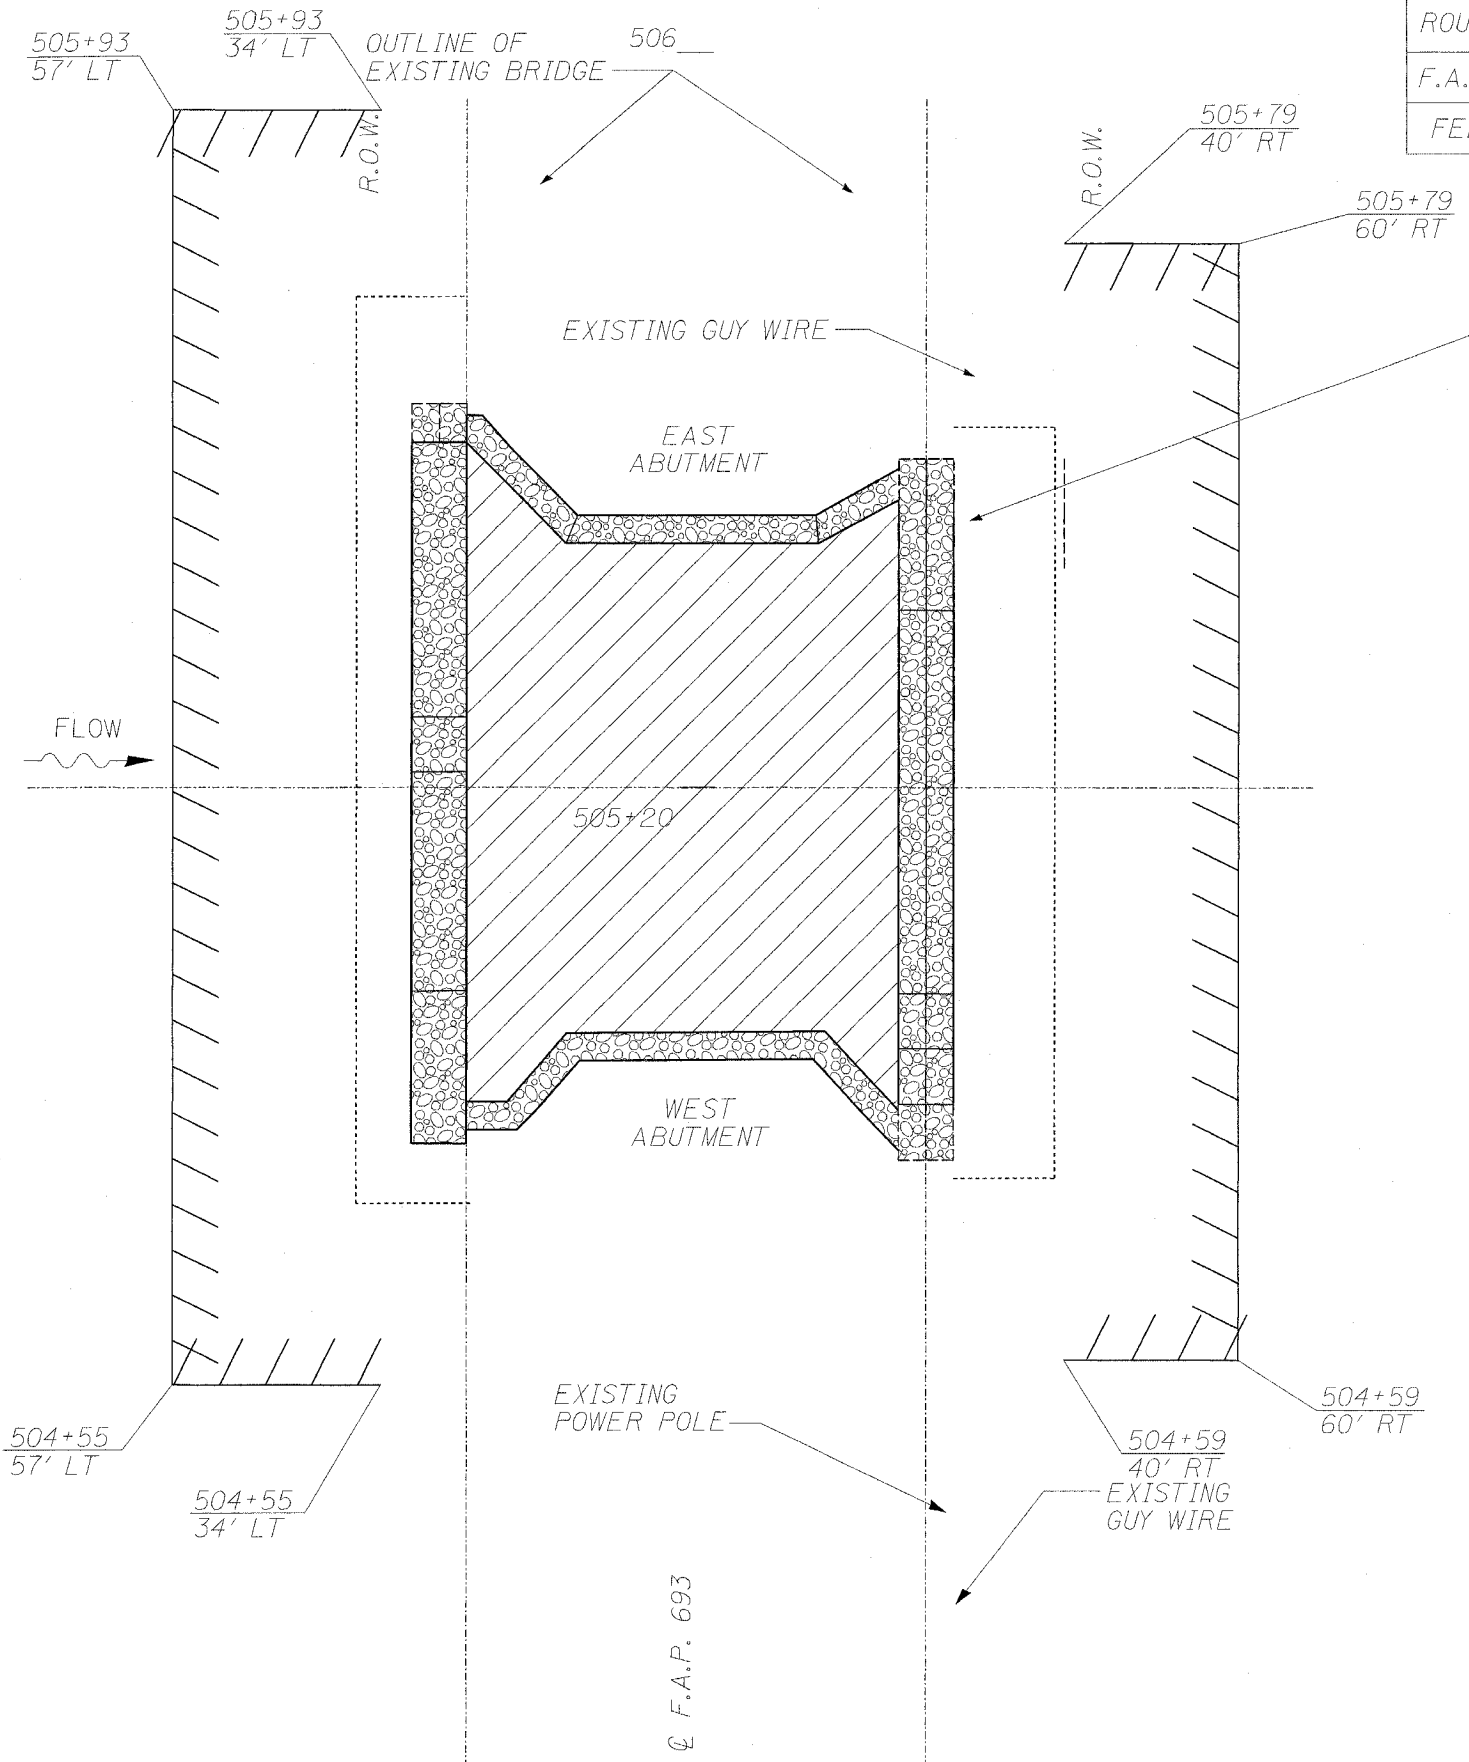 505+93
34' LT
505+93
57' LT
OUTLINE OF
EXISTING BRIDGE
506
ROU
F.A.
FE
R.O.W.
R.O.W.
505+79
40' RT
505+79
60' RT
EXISTING GUY WIRE
EAST
ABUTMENT
FLOW
505+20
WEST
ABUTMENT
EXISTING
POWER POLE
504+55
57' LT
504+55
34' LT
504+59
60' RT
504+59
40' RT
EXISTING
GUY WIRE
℄ F.A.P. 693